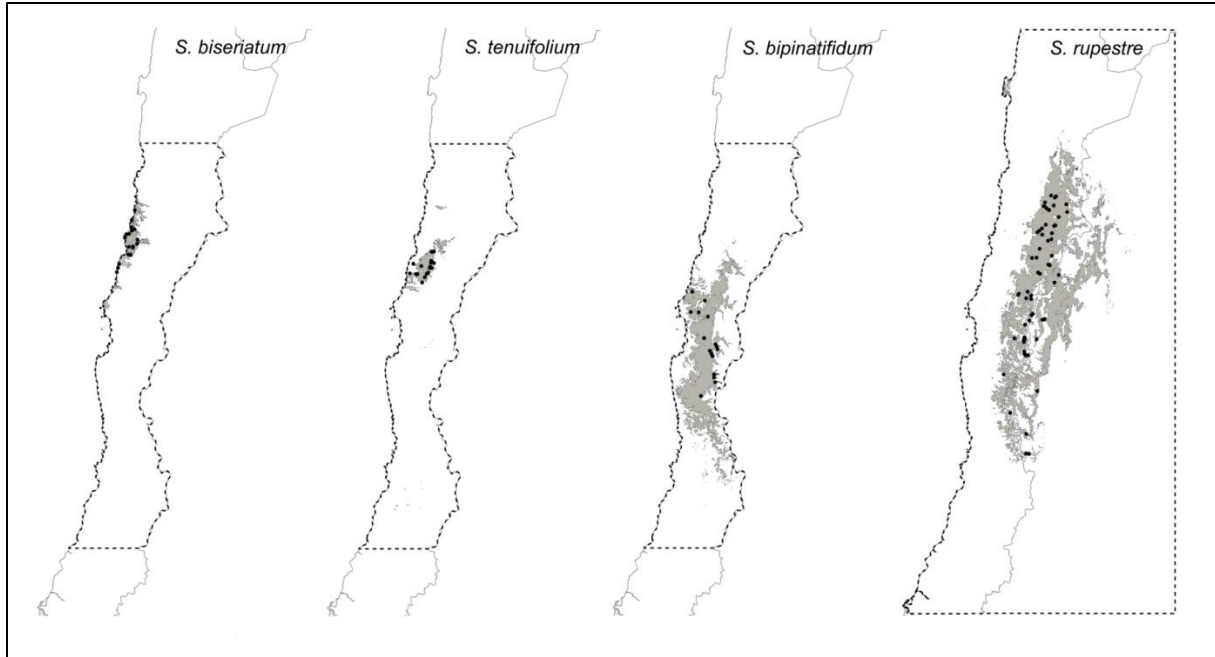 S. biseriatum
S. tenuifolium
S. bipinatifidum
S. rupestre